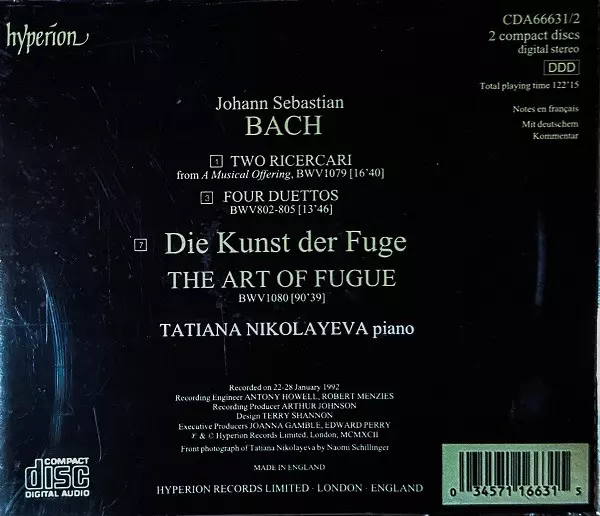 hyperion
CDA66631/2
2 compact discs
digital stereo
DDD
Total playing time 122'15
Notes en français
Mit deutschem
Kommentar
Johann Sebastian
BACH
1 TWO RICERCARI
from A Musical Offering, BWV1079 [16'40]
3 FOUR DUETTOS
BWV802-805 [13'46]
7 Die Kunst der Fuge
THE ART OF FUGUE
BWV1080 [90'39]
TATIANA NIKOLAYEVA piano
Recorded on 22-28 January 1992
Recording Engineer ANTONY HOWELL, ROBERT MENZIES
Recording Producer ARTHUR JOHNSON
Design TERRY SHANNON
Executive Producers JOANNA GAMBLE, EDWARD PERRY
℗ & © Hyperion Records Limited, London, MCMXCII
Front photograph of Tatiana Nikolayeva by Naomi Schillinger
MADE IN ENGLAND
HYPERION RECORDS LIMITED · LONDON · ENGLAND
COMPACT
disc
DIGITAL AUDIO
0 34571 16631 5